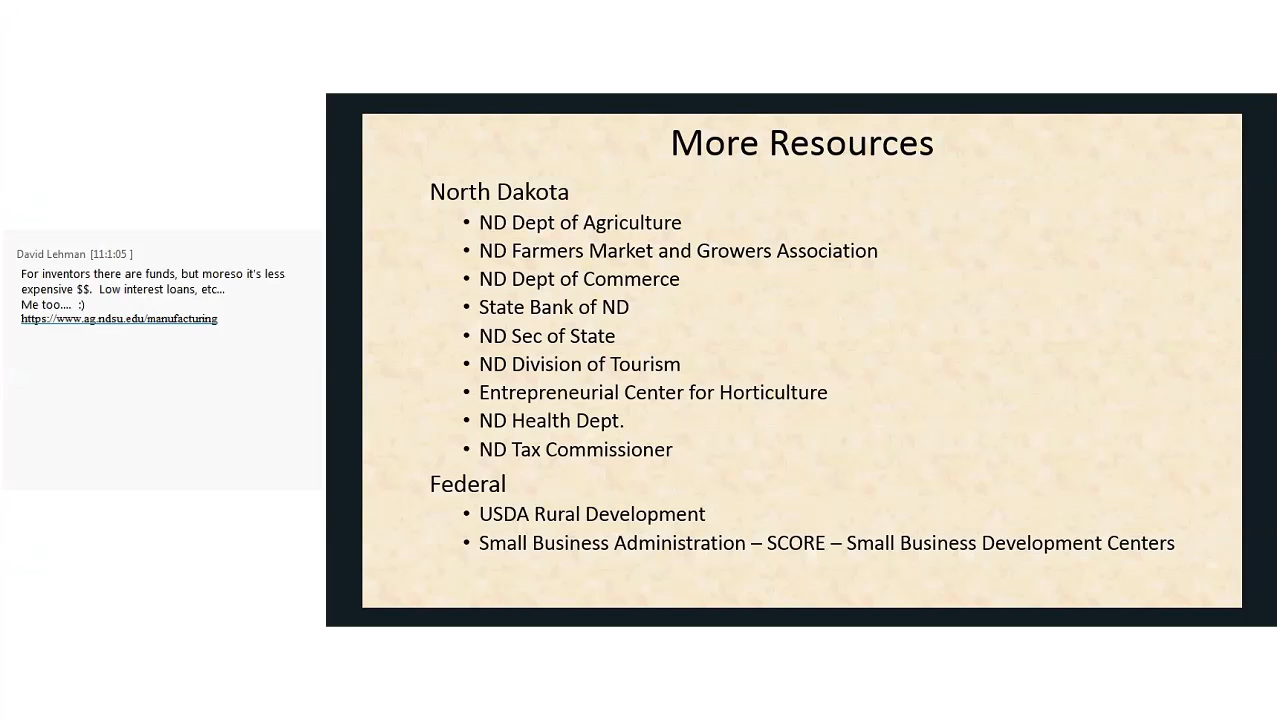 David Lehman [11:1:05 ]
For inventors there are funds, but moreso it's less
expensive $$.  Low interest loans, etc...
Me too....  :)
https://www.ag.ndsu.edu/manufacturing
More Resources
North Dakota
• ND Dept of Agriculture
• ND Farmers Market and Growers Association
• ND Dept of Commerce
• State Bank of ND
• ND Sec of State
• ND Division of Tourism
• Entrepreneurial Center for Horticulture
• ND Health Dept.
• ND Tax Commissioner
Federal
• USDA Rural Development
• Small Business Administration – SCORE – Small Business Development Centers